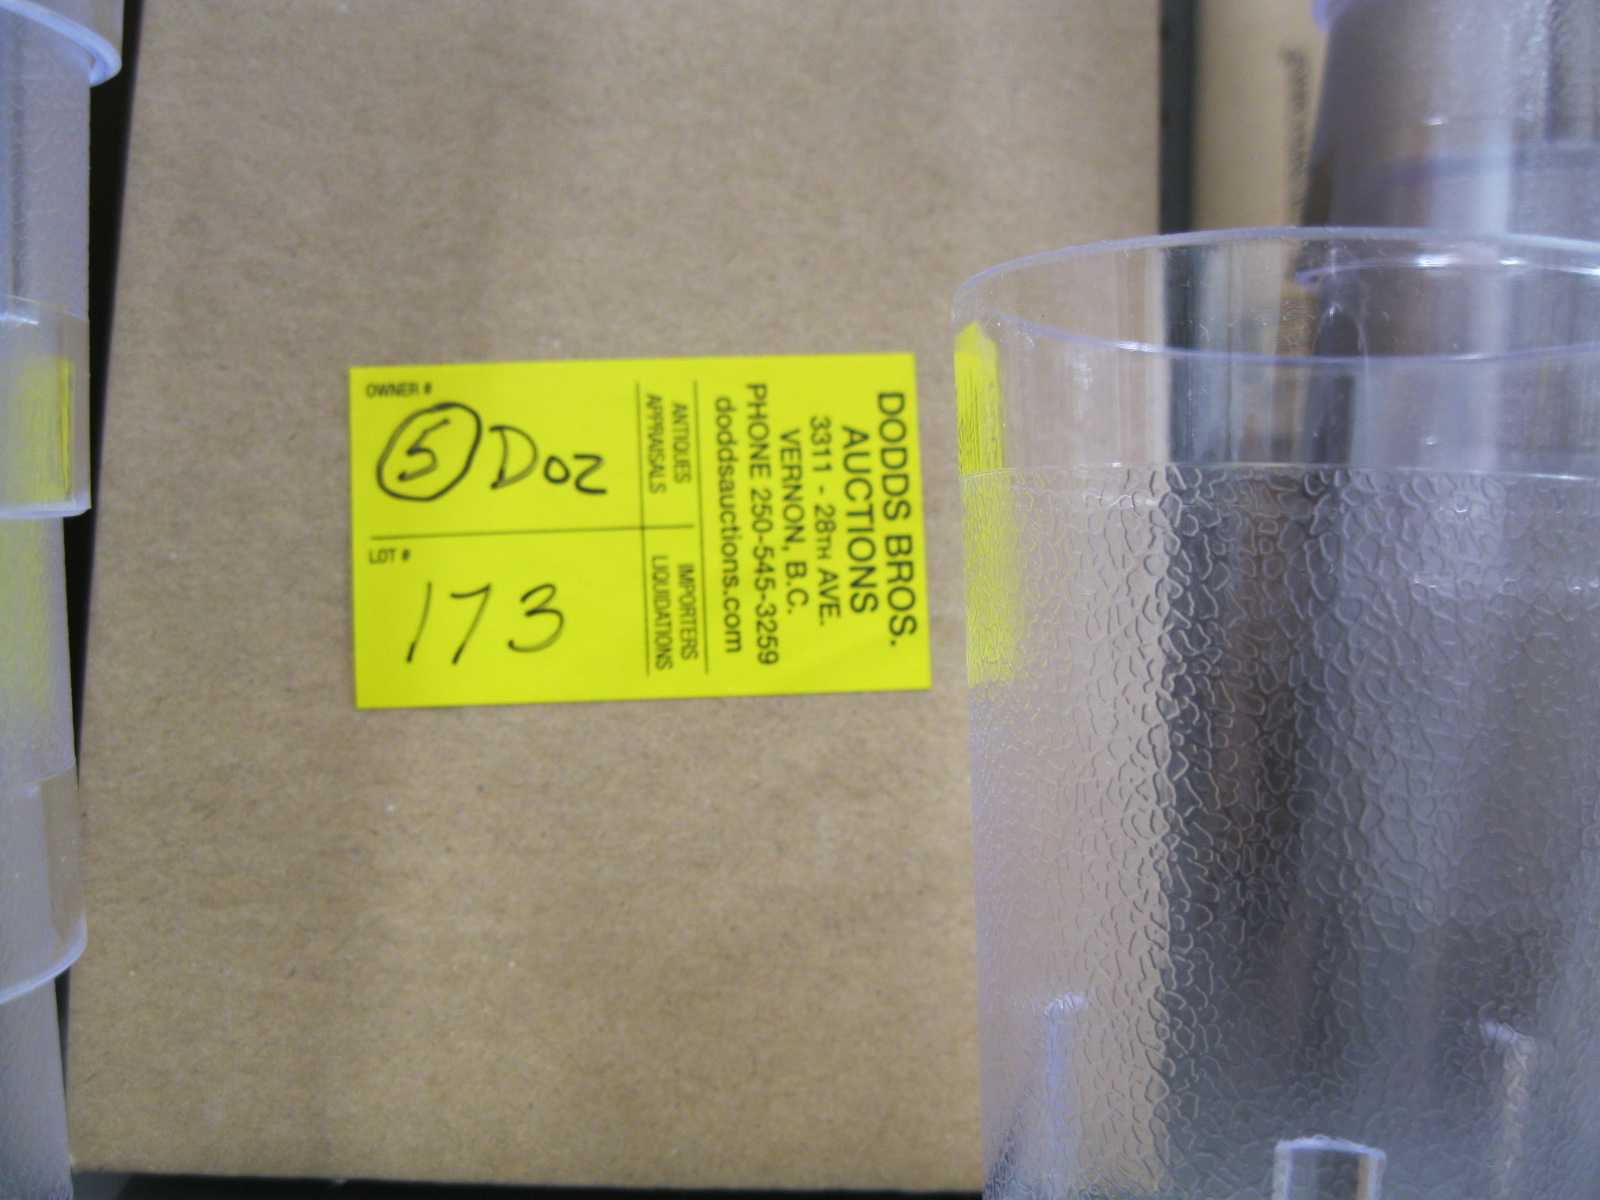 DODDS BROS.
AUCTIONS
3311 - 28TH AVE.
VERNON, B.C.
PHONE 250-545-3259
doddsauctions.com
ANTIQUES
APPRAISALS
IMPORTERS
LIQUIDATIONS
OWNER #
5 Doz
LOT #
173